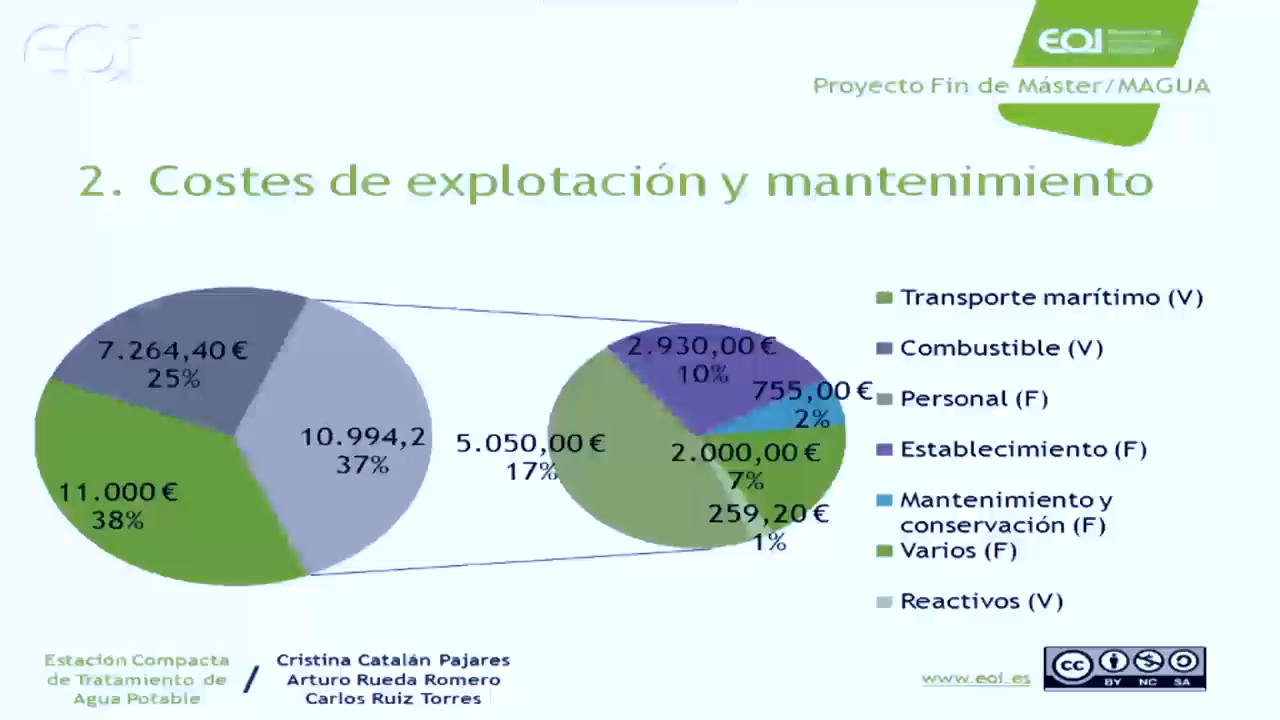 EOI
EOI
Proyecto Fin de Máster/MAGUA
2. Costes de explotación y mantenimiento
7.264,40 €
25%
10.994,2
37%
11.000 €
38%
5.050,00 €
17%
2.930,00 €
10%
755,00 €
2%
2.000,00 €
7%
259,20 €
1%
Transporte marítimo (V)
Combustible (V)
Personal (F)
Establecimiento (F)
Mantenimiento y
conservación (F)
Varios (F)
Reactivos (V)
Estación Compacta
de Tratamiento de
Agua Potable
/
Cristina Catalán Pajares
Arturo Rueda Romero
Carlos Ruiz Torres
www.eoi.es
cc
BY NC SA